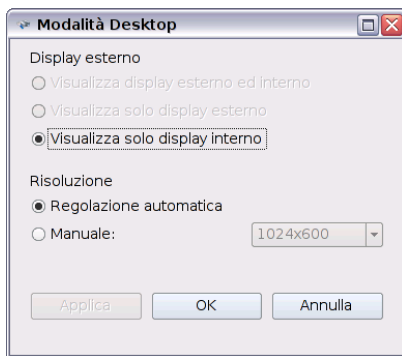 Modalità Desktop
Display esterno
Visualizza display esterno ed interno
Visualizza solo display esterno
Visualizza solo display interno
Risoluzione
Regolazione automatica
Manuale: 1024x600
Applica OK Annulla